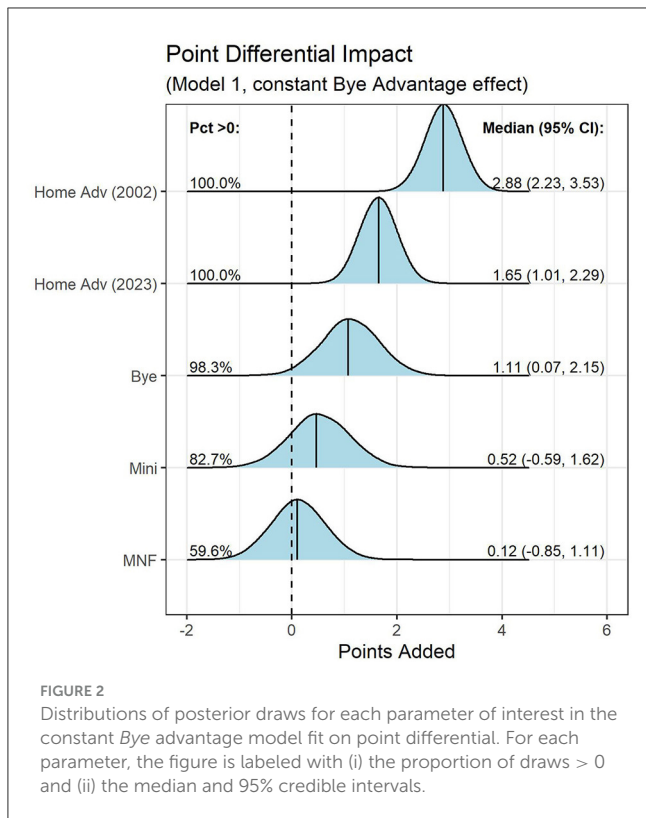 Point Differential Impact
(Model 1, constant Bye Advantage effect)
Pct >0:
Median (95% CI):
Home Adv (2002)
100.0%
2.88 (2.23, 3.53)
Home Adv (2023)
100.0%
1.65 (1.01, 2.29)
Bye
98.3%
1.11 (0.07, 2.15)
Mini
82.7%
0.52 (-0.59, 1.62)
MNF
59.6%
0.12 (-0.85, 1.11)
-2 0 2 4 6
Points Added
FIGURE 2
Distributions of posterior draws for each parameter of interest in the
constant Bye advantage model fit on point differential. For each
parameter, the figure is labeled with (i) the proportion of draws > 0
and (ii) the median and 95% credible intervals.